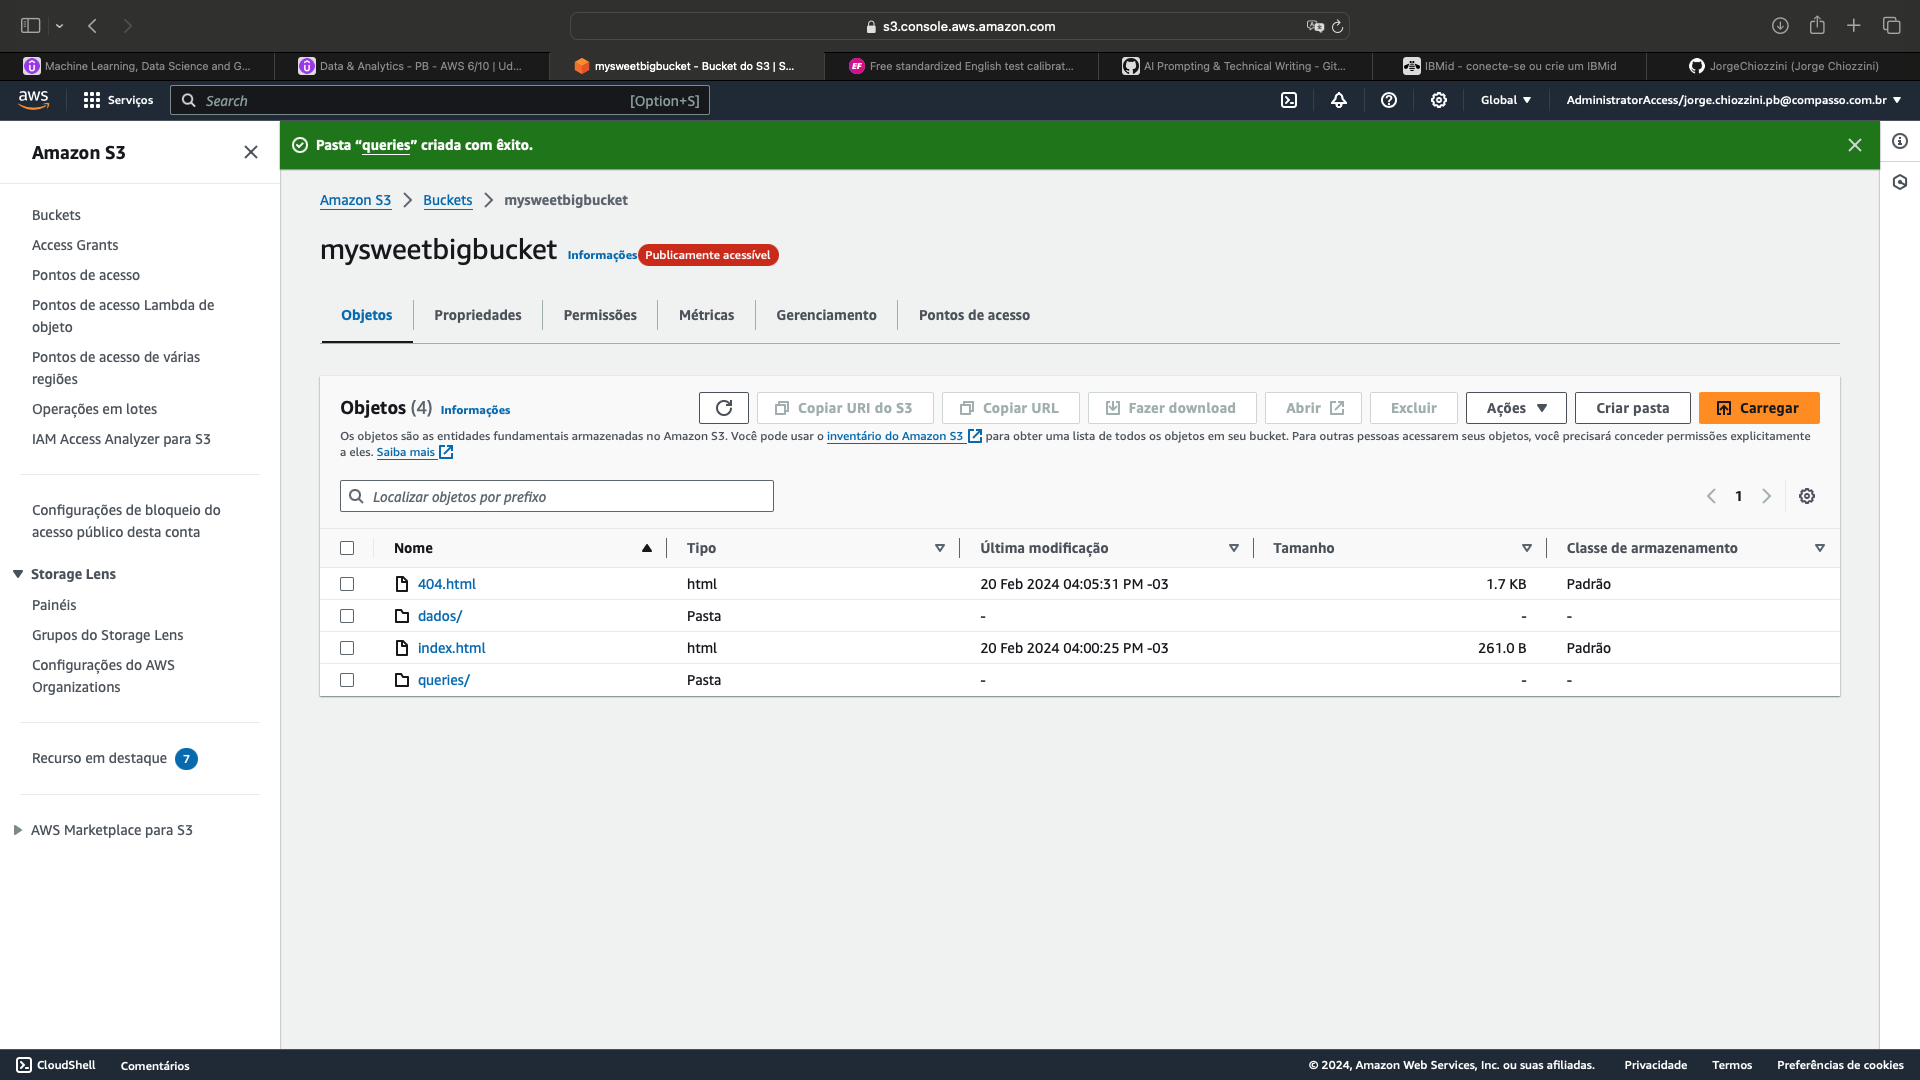 s3.console.aws.amazon.com
Machine Learning, Data Science and G...
Data & Analytics - PB - AWS 6/10 | Ud...
mysweetbigbucket - Bucket do S3 | S...
Free standardized English test calibrat...
AI Prompting & Technical Writing - Git...
IBMid - conecte-se ou crie um IBMid
JorgeChiozzini (Jorge Chiozzini)
aws
Serviços
Search
[Option+S]
Global
AdministratorAccess/jorge.chiozzini.pb@compasso.com.br
Amazon S3
Buckets
Access Grants
Pontos de acesso
Pontos de acesso Lambda de
objeto
Pontos de acesso de várias
regiões
Operações em lotes
IAM Access Analyzer para S3
Configurações de bloqueio do
acesso público desta conta
Storage Lens
Painéis
Grupos do Storage Lens
Configurações do AWS
Organizations
Recurso em destaque 7
AWS Marketplace para S3
Pasta “queries” criada com êxito.
Amazon S3 > Buckets > mysweetbigbucket
mysweetbigbucket Informações Publicamente acessível
Objetos Propriedades Permissões Métricas Gerenciamento Pontos de acesso
Objetos (4) Informações
Copiar URI do S3
Copiar URL
Fazer download
Abrir
Excluir
Ações
Criar pasta
Carregar
Os objetos são as entidades fundamentais armazenadas no Amazon S3. Você pode usar o inventário do Amazon S3 para obter uma lista de todos os objetos em seu bucket. Para outras pessoas acessarem seus objetos, você precisará conceder permissões explicitamente
a eles. Saiba mais
Localizar objetos por prefixo
1
Nome Tipo Última modificação Tamanho Classe de armazenamento
404.html html 20 Feb 2024 04:05:31 PM -03 1.7 KB Padrão
dados/ Pasta - - -
index.html html 20 Feb 2024 04:00:25 PM -03 261.0 B Padrão
queries/ Pasta - - -
CloudShell
Comentários
© 2024, Amazon Web Services, Inc. ou suas afiliadas.
Privacidade
Termos
Preferências de cookies